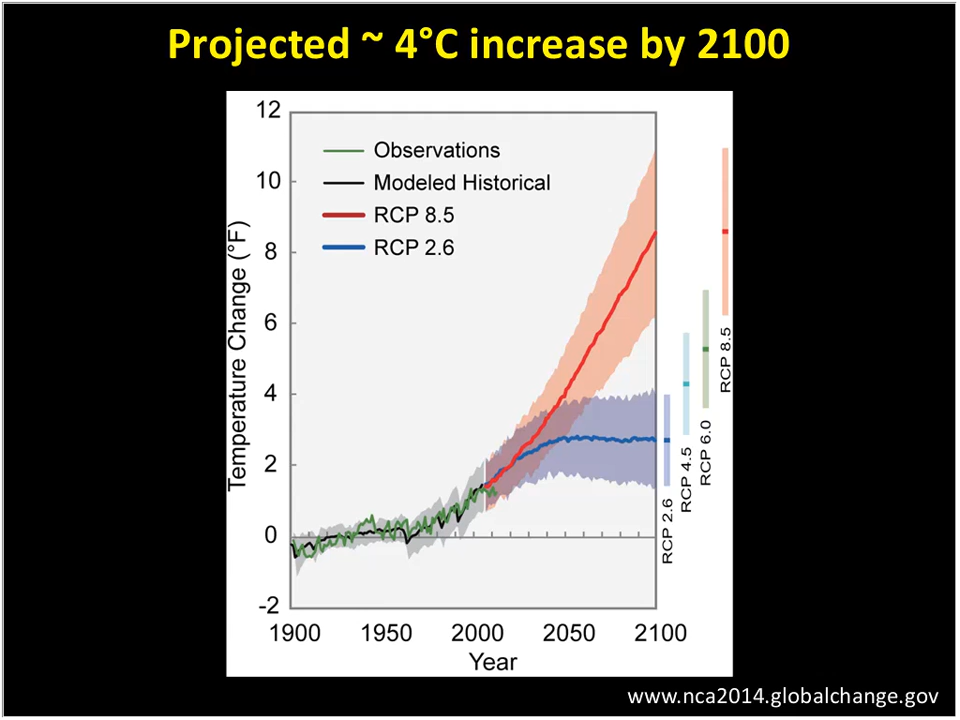 Projected ~ 4°C increase by 2100
12
10
8
6
4
2
0
-2
Temperature Change (°F)
Observations
Modeled Historical
RCP 8.5
RCP 2.6
1900 1950 2000 2050 2100
Year
RCP 2.6
RCP 4.5
RCP 6.0
RCP 8.5
www.nca2014.globalchange.gov